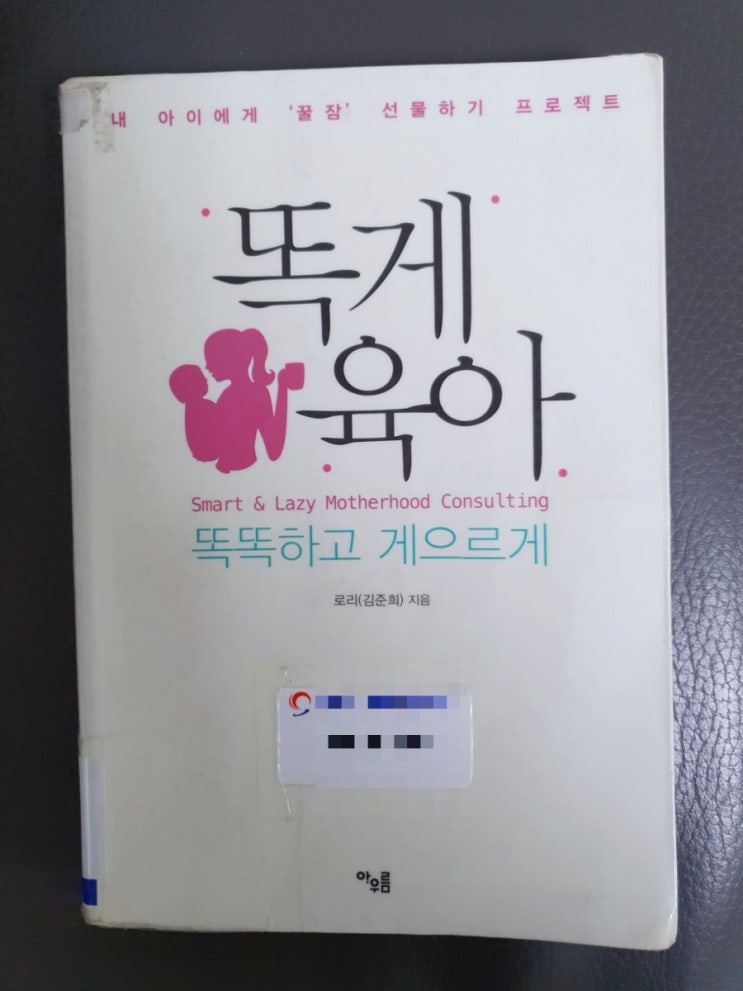 내 아이에게 '꿀잠' 선물하기 프로젝트
똑게
육아
Smart & Lazy Motherhood Consulting
똑똑하고 게으르게
로리(김준희) 지음
아우름